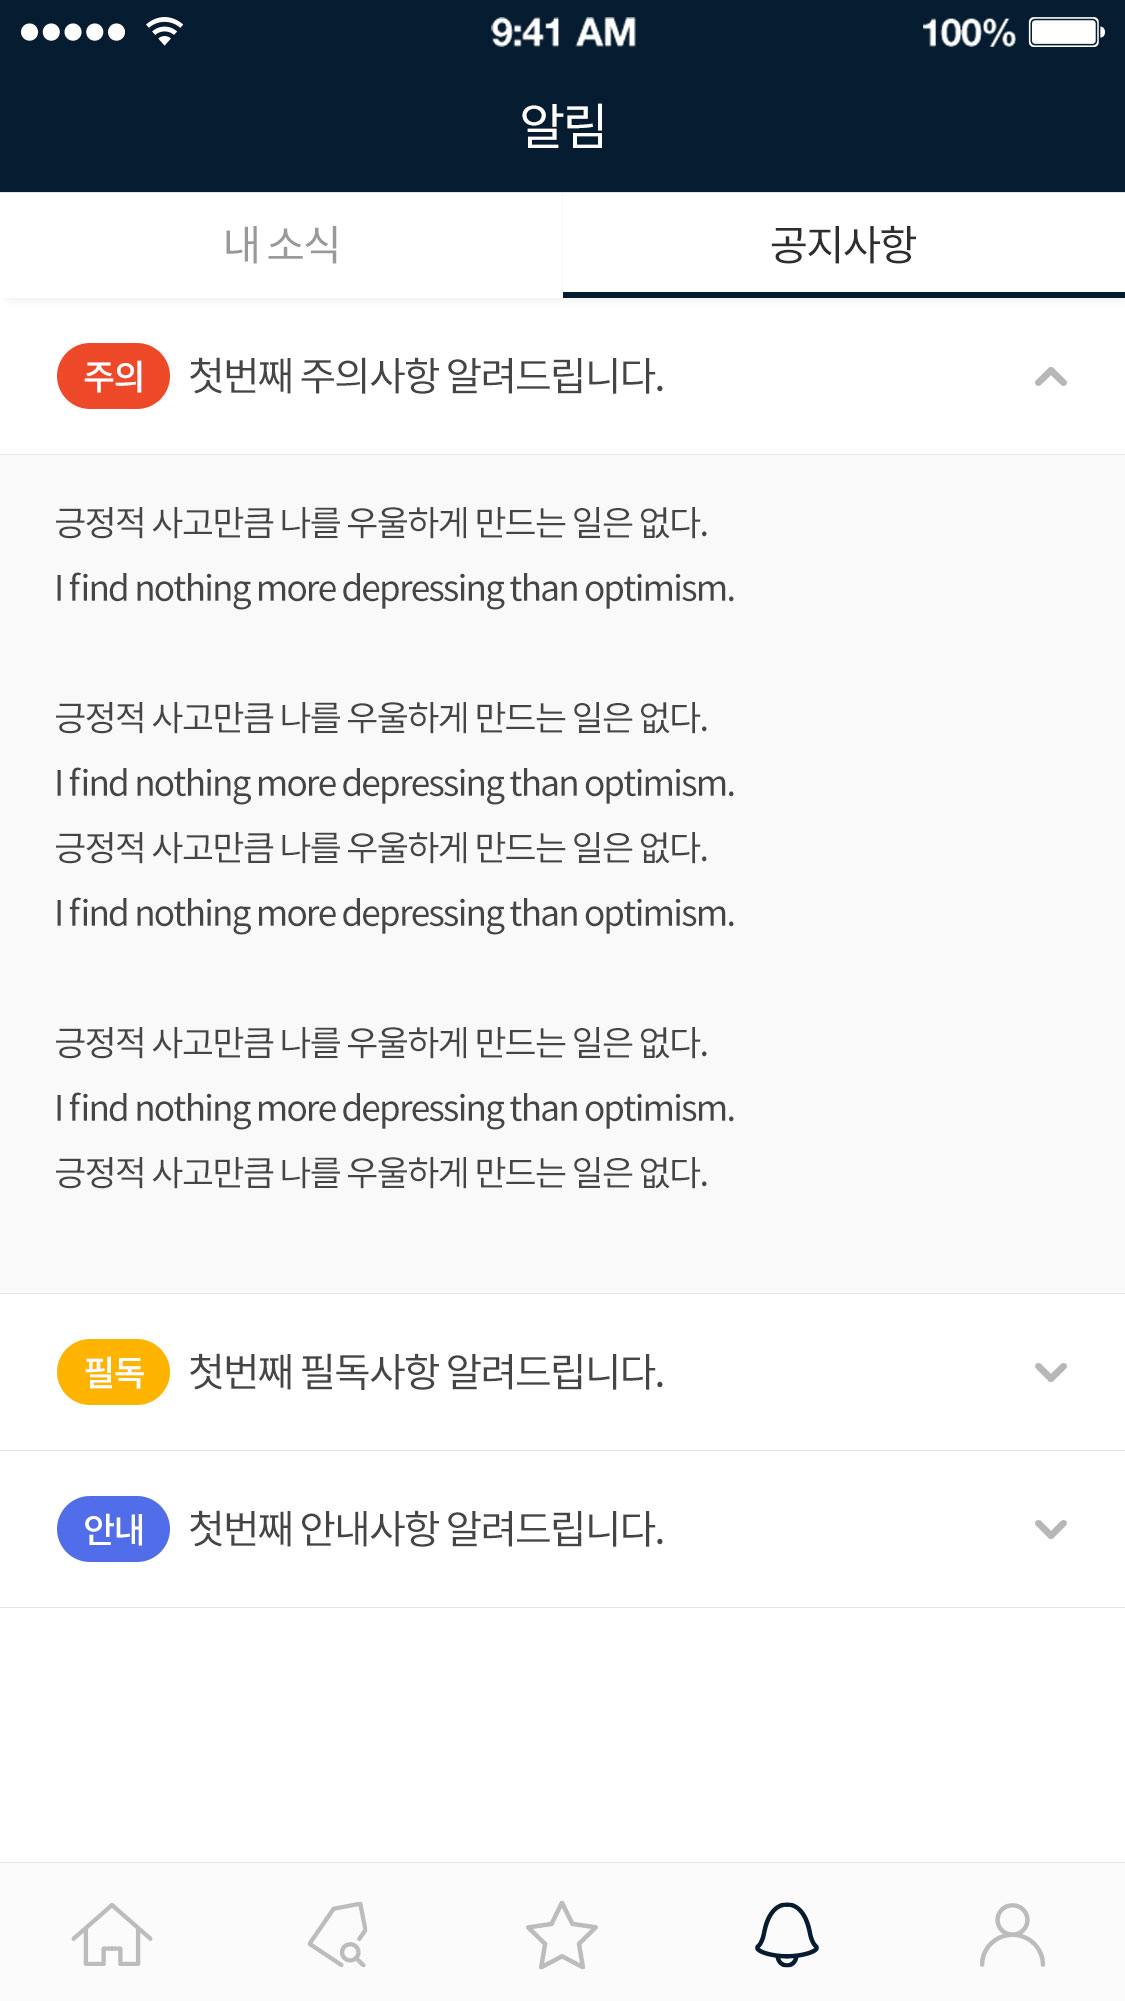 9:41 AM
100%
알림
내 소식
공지사항
주의 첫번째 주의사항 알려드립니다.
긍정적 사고만큼 나를 우울하게 만드는 일은 없다.
I find nothing more depressing than optimism.
긍정적 사고만큼 나를 우울하게 만드는 일은 없다.
I find nothing more depressing than optimism.
긍정적 사고만큼 나를 우울하게 만드는 일은 없다.
I find nothing more depressing than optimism.
긍정적 사고만큼 나를 우울하게 만드는 일은 없다.
I find nothing more depressing than optimism.
긍정적 사고만큼 나를 우울하게 만드는 일은 없다.
필독 첫번째 필독사항 알려드립니다.
안내 첫번째 안내사항 알려드립니다.